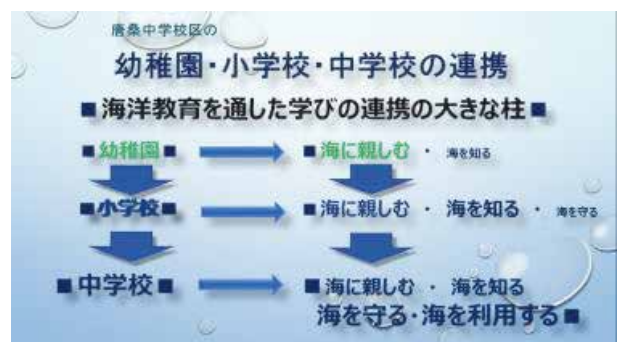 唐桑中学校区の
幼稚園・小学校・中学校の連携
■海洋教育を通した学びの連携の大きな柱■
■幼稚園■ ■海に親しむ ・ 海を知る
■小学校■ ■海に親しむ ・ 海を知る ・ 海を守る
■中学校■ ■海に親しむ ・ 海を知る
海を守る・海を利用する■